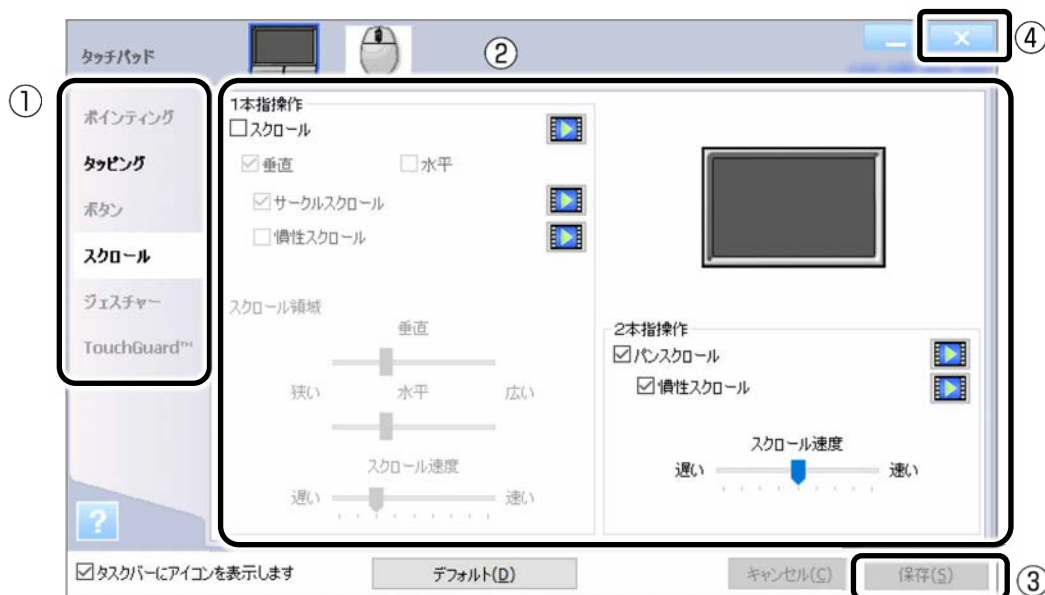 ④
タッチパッド
②
×
①
ポインティング
タッピング
ボタン
スクロール
ジェスチャー
TouchGuard™
1本指操作
スクロール
垂直 水平
サークルスクロール
慣性スクロール
スクロール領域
垂直
狭い 水平 広い
スクロール速度
遅い 速い
2本指操作
パンスクロール
慣性スクロール
スクロール速度
遅い 速い
?
タスクバーにアイコンを表示します
デフォルト(D)
キャンセル(C)
保存(S)
③